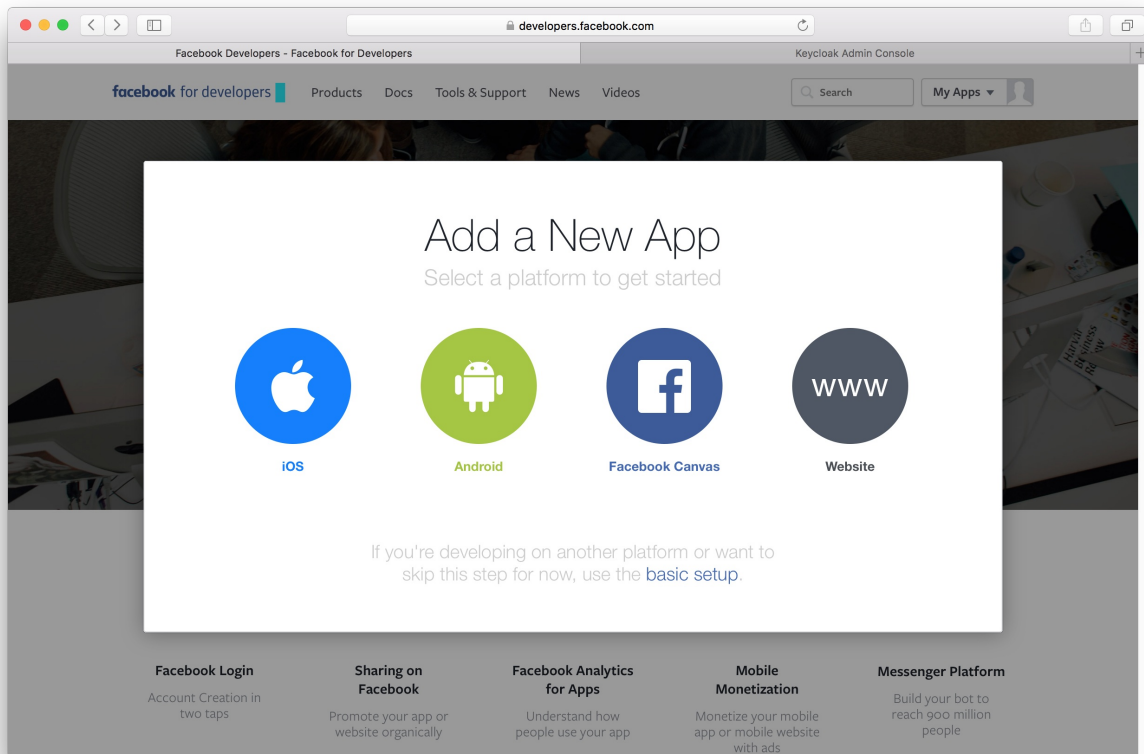 developers.facebook.com
Facebook Developers - Facebook for Developers
Keycloak Admin Console
facebook for developers
Products
Docs
Tools & Support
News
Videos
Search
My Apps
Add a New App
Select a platform to get started
www
iOS
Android
Facebook Canvas
Website
If you're developing on another platform or want to
skip this step for now, use the basic setup.
Harvard
Business
Facebook Login
Account Creation in
two taps
Sharing on
Facebook
Promote your app or
website organically
Facebook Analytics
for Apps
Understand how
people use your app
Mobile
Monetization
Monetize your mobile
app or mobile website
with ads
Messenger Platform
Build your bot to
reach 900 million
people